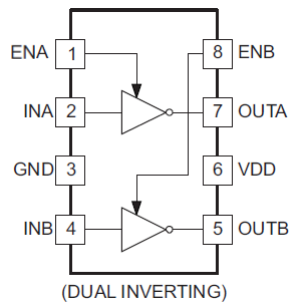 ENA 1 8 ENB
INA 2 7 OUTA
GND 3 6 VDD
INB 4 5 OUTB
(DUAL INVERTING)